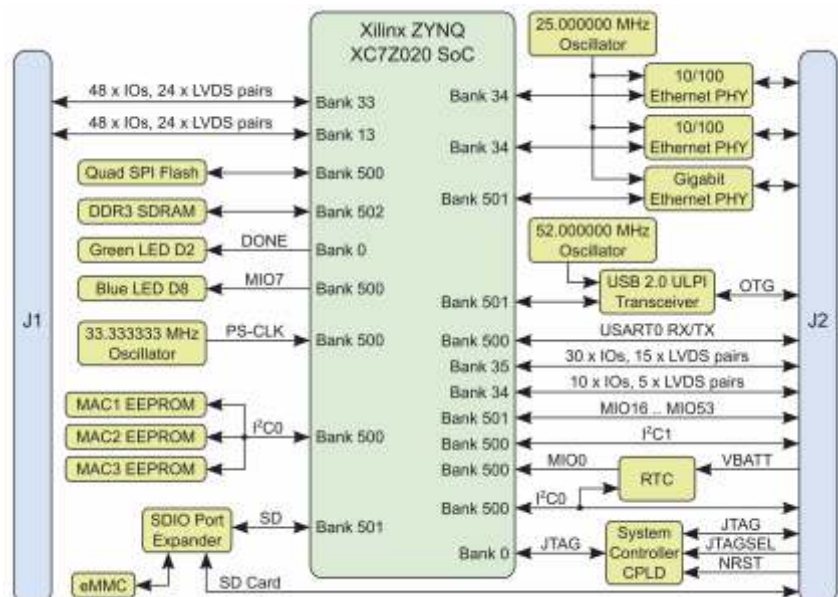 Xilinx ZYNQ
XC7Z020 SoC
25.000000 MHz
Oscillator
48 x IOs, 24 x LVDS pairs
Bank 33
Bank 34
10/100
Ethernet PHY
48 x IOs, 24 x LVDS pairs
Bank 13
Bank 34
10/100
Ethernet PHY
Quad SPI Flash
Bank 500
Bank 501
Gigabit
Ethernet PHY
DDR3 SDRAM
Bank 502
52.000000 MHz
Oscillator
Green LED D2
DONE
Bank 0
Blue LED D8
MIO7
Bank 500
Bank 501
USB 2.0 ULPI
Transceiver
OTG
J1
J2
33.333333 MHz
Oscillator
PS-CLK
Bank 500
Bank 500
USART0 RX/TX
Bank 35
30 x IOs, 15 x LVDS pairs
Bank 34
10 x IOs, 5 x LVDS pairs
MAC1 EEPROM
MAC2 EEPROM
MAC3 EEPROM
I²C0
Bank 500
Bank 501
MIO16 .. MIO53
Bank 500
I²C1
Bank 500
MIO0
RTC
VBATT
Bank 500
I²C0
SDIO Port
Expander
SD
Bank 501
Bank 0
JTAG
System
Controller
CPLD
JTAG
JTAGSEL
NRST
eMMC
SD Card